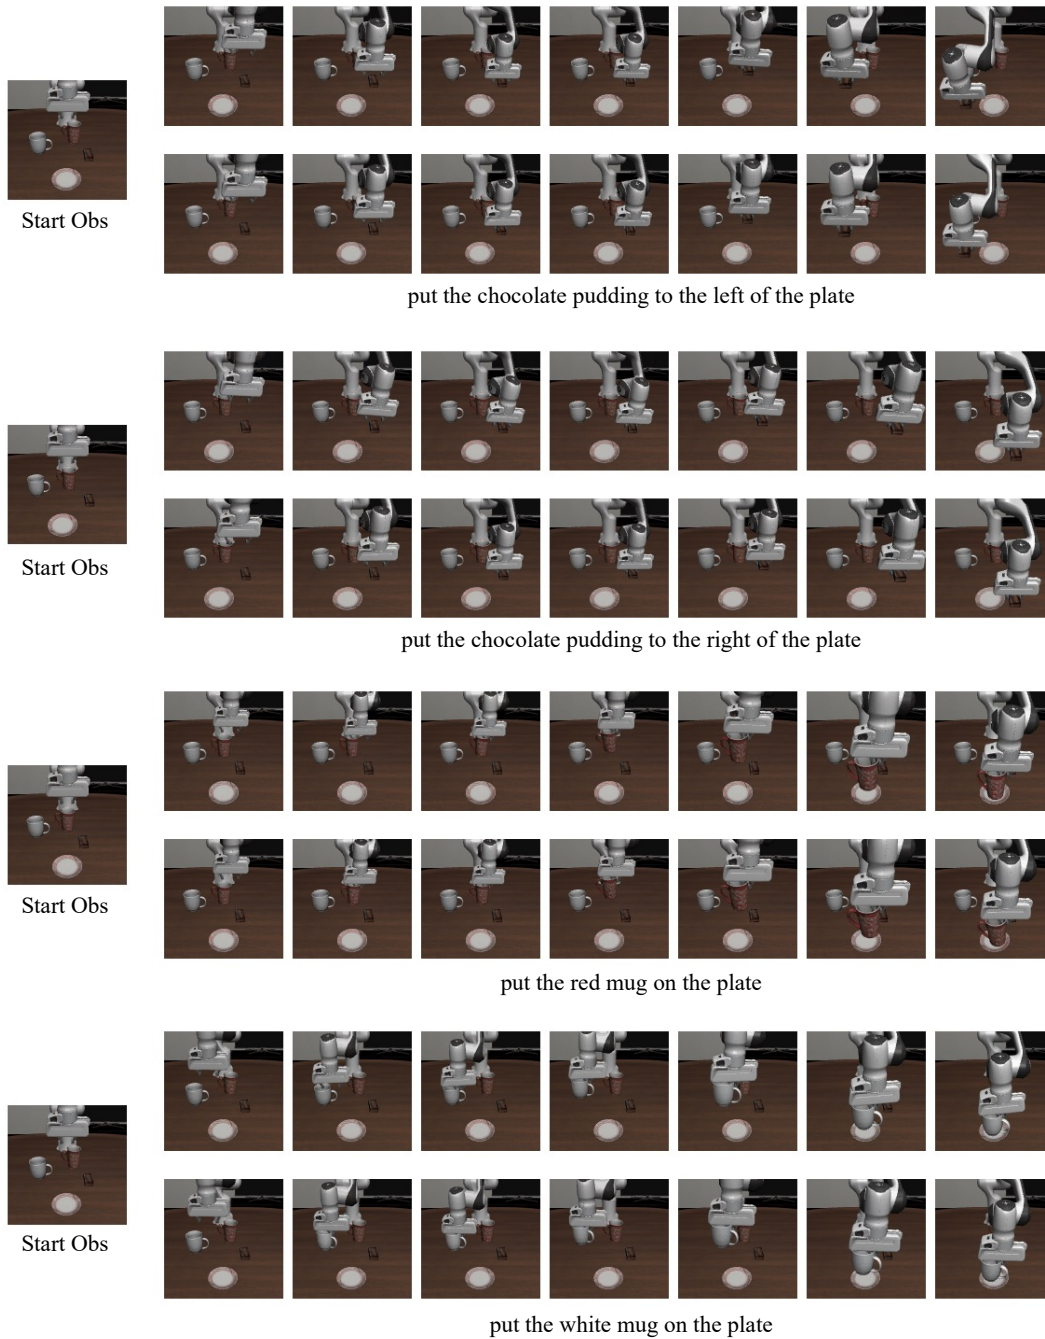 Start Obs
put the chocolate pudding to the left of the plate
Start Obs
put the chocolate pudding to the right of the plate
Start Obs
put the red mug on the plate
Start Obs
put the white mug on the plate